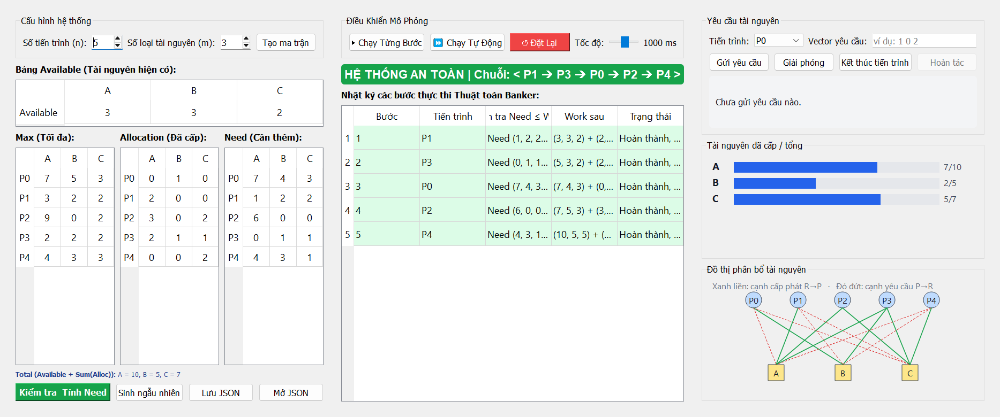 Cấu hình hệ thống
Số tiến trình (n): 5 Số loại tài nguyên (m): 3 Tạo ma trận
Bảng Available (Tài nguyên hiện có):
A B C
Available 3 3 2
Max (Tối đa):
A B C
P0 7 5 3
P1 3 2 2
P2 9 0 2
P3 2 2 2
P4 4 3 3
Allocation (Đã cấp):
A B C
P0 0 1 0
P1 2 0 0
P2 3 0 2
P3 2 1 1
P4 0 0 2
Need (Cần thêm):
A B C
P0 7 4 3
P1 1 2 2
P2 6 0 0
P3 0 1 1
P4 4 3 1
Total (Available + Sum(Alloc)): A = 10, B = 5, C = 7
Kiểm tra Tính Need Sinh ngẫu nhiên Lưu JSON Mở JSON
Điều Khiển Mô Phỏng
Chạy Từng Bước Chạy Tự Động Đặt Lại Tốc độ: 1000 ms
HỆ THỐNG AN TOÀN | Chuỗi: < P1 → P3 → P0 → P2 → P4 >
Nhật ký các bước thực thi Thuật toán Banker:
Bước Tiến trình tra Need ≤ Work sau Trạng thái
1 1 P1 Need (1, 2, 2... (3, 3, 2) + (2,... Hoàn thành, ...
2 2 P3 Need (0, 1, 1... (5, 3, 2) + (2,... Hoàn thành, ...
3 3 P0 Need (7, 4, 3... (7, 4, 3) + (0,... Hoàn thành, ...
4 4 P2 Need (6, 0, 0... (7, 5, 3) + (3,... Hoàn thành, ...
5 5 P4 Need (4, 3, 1... (10, 5, 5) + (... Hoàn thành, ...
Yêu cầu tài nguyên
Tiến trình: P0 Vector yêu cầu: ví dụ: 1 0 2
Gửi yêu cầu Giải phóng Kết thúc tiến trình Hoàn tác
Chưa gửi yêu cầu nào.
Tài nguyên đã cấp / tổng
A 7/10
B 2/5
C 5/7
Đồ thị phân bổ tài nguyên
Xanh liền: cạnh cấp phát R→P · Đỏ đứt: cạnh yêu cầu P→R
P0 P1 P2 P3 P4
A B C